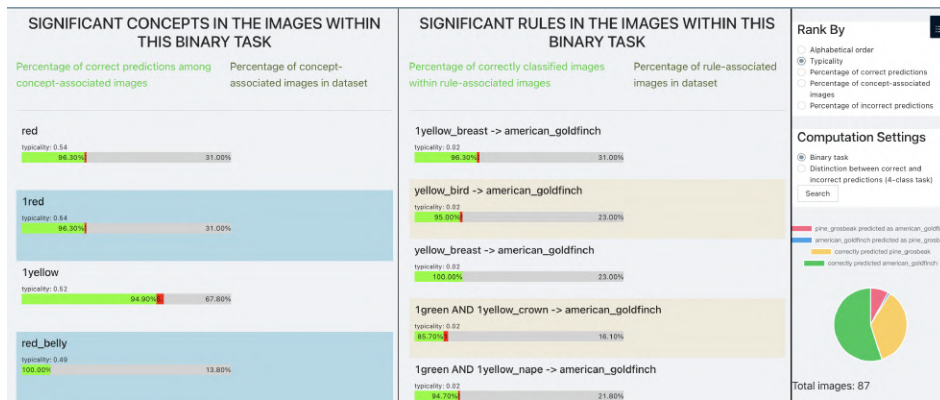 SIGNIFICANT CONCEPTS IN THE IMAGES WITHIN
THIS BINARY TASK
Percentage of correct predictions among
concept-associated images
Percentage of concept-
associated images in dataset
red
typicality: 0.54
96.30%
31.00%
1red
typicality: 0.54
96.30%
31.00%
1yellow
typicality: 0.52
94.90%
67.80%
red_belly
typicality: 0.49
100.00%
13.80%
SIGNIFICANT RULES IN THE IMAGES WITHIN THIS
BINARY TASK
Percentage of correctly classified images
within rule-associated images
Percentage of rule-associated
images in dataset
1yellow_breast -> american_goldfinch
typicality: 0.02
96.30%
31.00%
yellow_bird -> american_goldfinch
typicality: 0.02
95.00%
23.00%
yellow_breast -> american_goldfinch
typicality: 0.02
100.00%
23.00%
1green AND 1yellow_crown -> american_goldfinch
typicality: 0.02
85.70%
16.10%
1green AND 1yellow_nape -> american_goldfinch
typicality: 0.02
94.70%
21.80%
Rank By
Alphabetical order
Typicality
Percentage of correct predictions
Percentage of concept-associated
images
Percentage of incorrect predictions
Computation Settings
Binary task
Distinction between correct and
incorrect predictions (4-class task)
Search
pine_grosbeak predicted as american_goldf
american_goldfinch predicted as pine_grosb
correctly predicted pine_grosbeak
correctly predicted american_goldfinch
Total images: 87